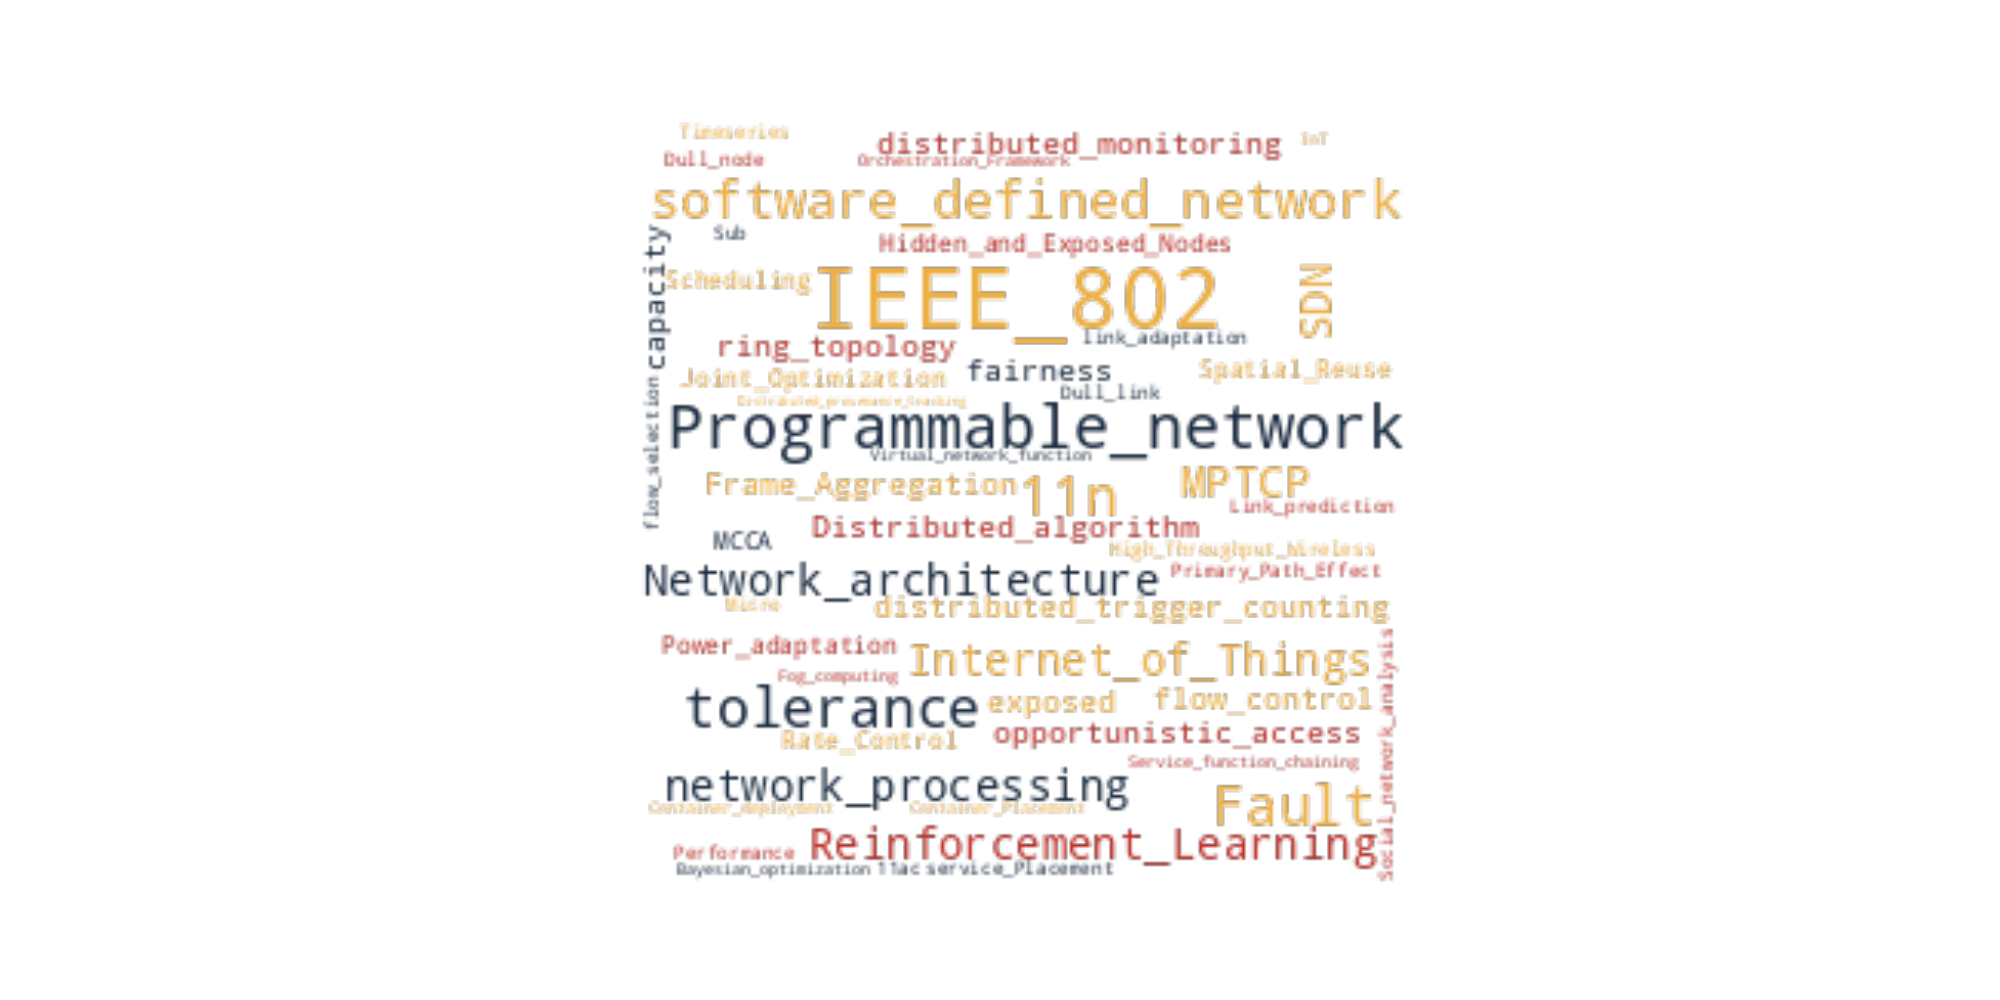 Timeseries
distributed_monitoring
IoT
Dull_node
Orchestration_Framework
software_defined_network
Sub
Hidden_and_Exposed_Nodes
capacity
Scheduling
IEEE_802
SDN
link_adaptation
ring_topology
fairness
Spatial_Reuse
Joint_Optimization
Dull_link
Distributed_provenance_tracking
flow_selection
Programmable_network
Virtual_network_function
Frame_Aggregation
11n
MPTCP
Link_prediction
Distributed_algorithm
MCCA
High_Throughput_Wireless
Network_architecture
Primary_Path_Effect
Micro
distributed_trigger_counting
Power_adaptation
Internet_of_Things
Social_network_analysis
Fog_computing
tolerance
exposed
flow_control
Rate_Control
opportunistic_access
Service_function_chaining
network_processing
Fault
Container_deployment
Container_Placement
Reinforcement_Learning
Performance
Bayesian_optimization
11ac
service_Placement